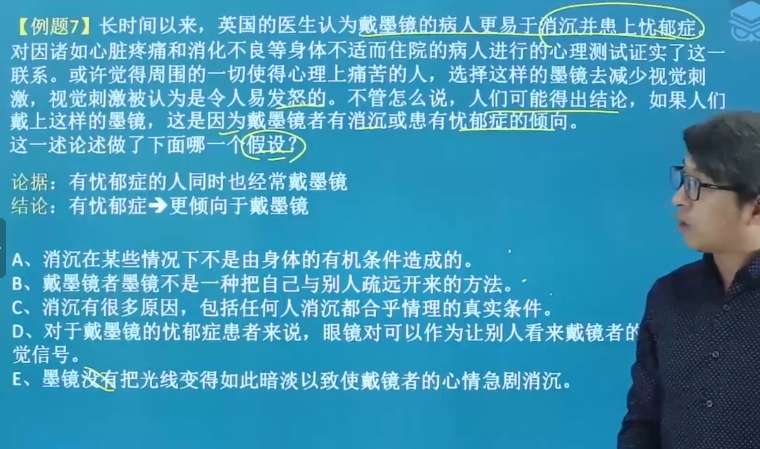 【例题7】长时间以来，英国的医生认为戴墨镜的病人更易于消沉并患上忧郁症。
对因诸如心脏疼痛和消化不良等身体不适而住院的病人进行的心理测试证实了这一
联系。或许觉得周围的一切使得心理上痛苦的人，选择这样的墨镜去减少视觉刺
激，视觉刺激被认为是令人易发怒的。不管怎么说，人们可能得出结论，如果人们
戴上这样的墨镜，这是因为戴墨镜者有消沉或患有忧郁症的倾向。
这一述论述做了下面哪一个假设？
论据：有忧郁症的人同时也经常戴墨镜
结论：有忧郁症➔更倾向于戴墨镜
A、消沉在某些情况下不是由身体的有机条件造成的。
B、戴墨镜者墨镜不是一种把自己与别人疏远开来的方法。
C、消沉有很多原因，包括任何人消沉都合乎情理的真实条件。
D、对于戴墨镜的忧郁症患者来说，眼镜对可以作为让别人看来戴镜者的
觉信号。
E、墨镜没有把光线变得如此暗淡以致使戴镜者的心情急剧消沉。